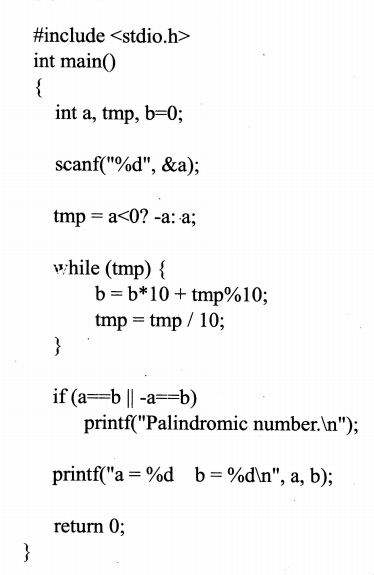 #include <stdio.h>
int main()
{
int a, tmp, b=0;
scanf("%d", &a);
tmp = a<0? -a: a;
while (tmp) {
b = b*10 + tmp%10;
tmp = tmp / 10;
}
if (a==b || -a==b)
printf("Palindromic number.\n");
printf("a = %d    b = %d\n", a, b);
return 0;
}